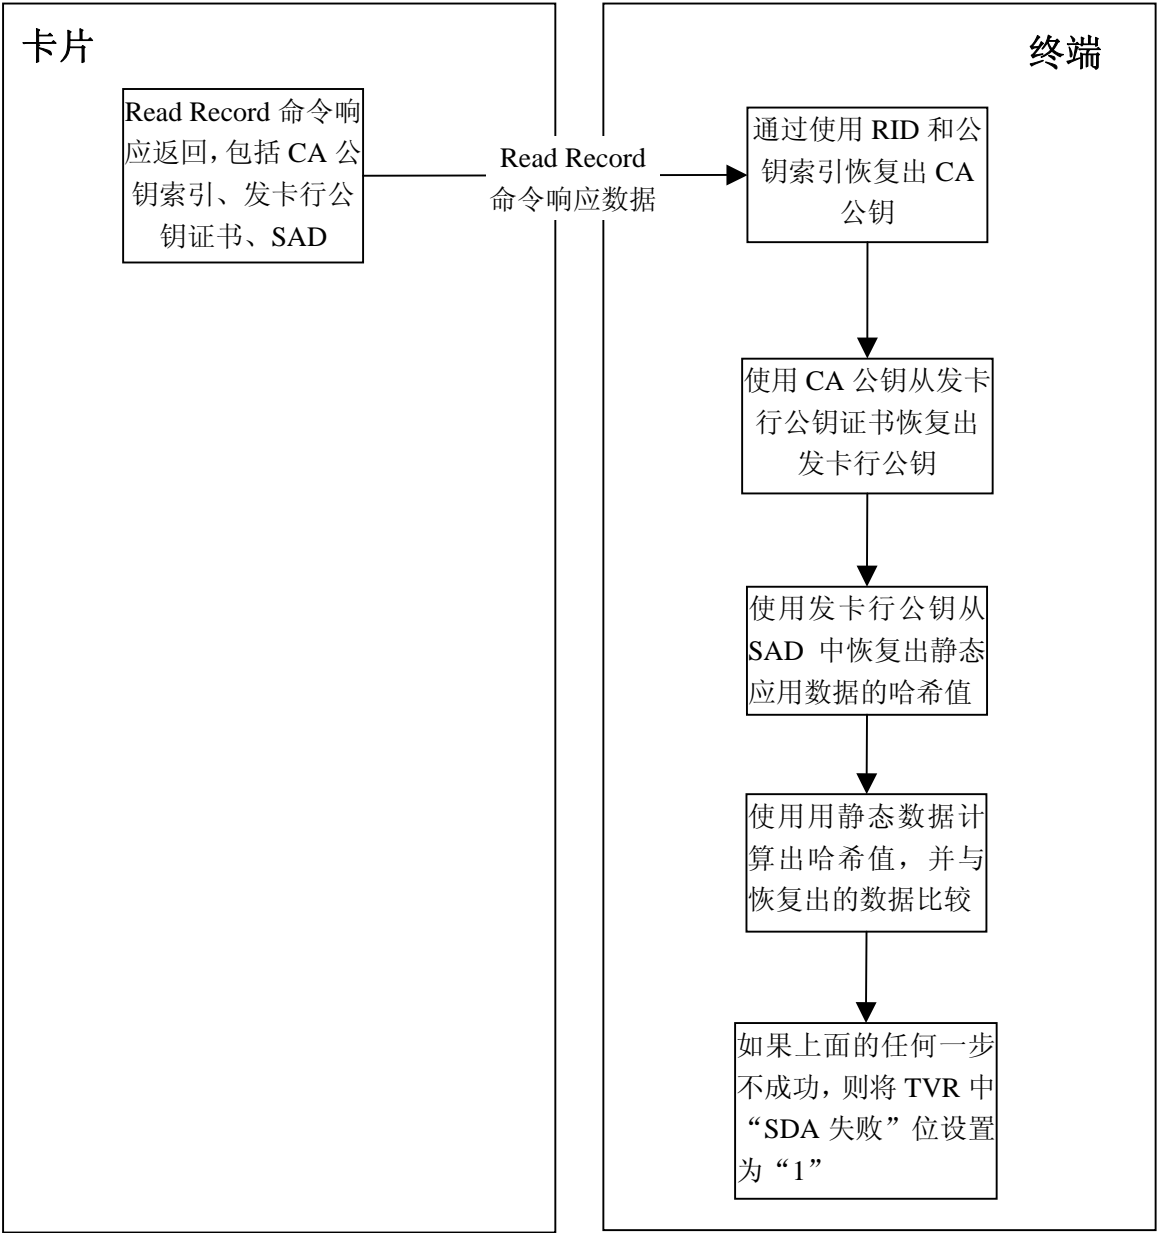 卡片
Read Record 命令响
应返回，包括 CA 公
钥索引、发卡行公
钥证书、SAD
Read Record
命令响应数据
终端
通过使用 RID 和公
钥索引恢复出 CA
公钥
使用 CA 公钥从发卡
行公钥证书恢复出
发卡行公钥
使用发卡行公钥从
SAD 中恢复出静态
应用数据的哈希值
使用用静态数据计
算出哈希值，并与
恢复出的数据比较
如果上面的任何一步
不成功，则将 TVR 中
“SDA 失败”位设置
为“1”